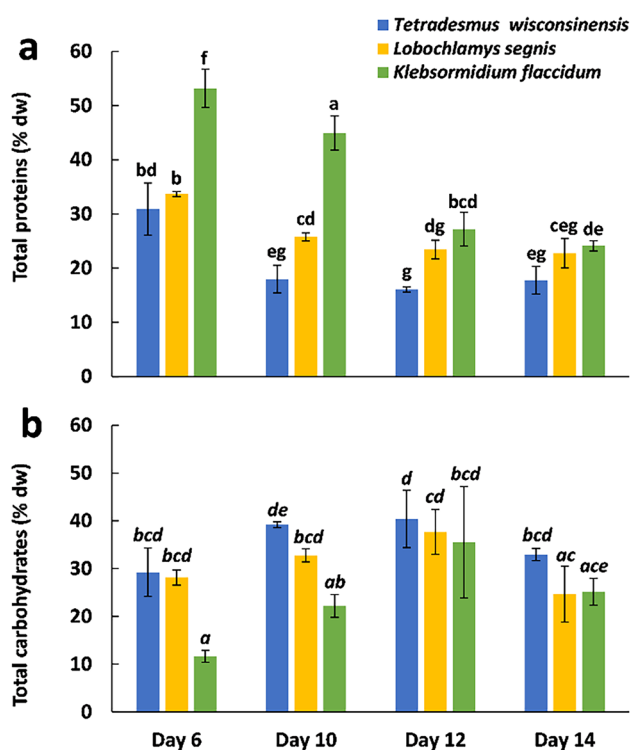 Tetradesmus wisconsinensis
Lobochlamys segnis
Klebsormidium flaccidum
a
Total proteins (% dw)
60
50
40
30
20
10
0
bd
b
f
eg
cd
a
g
dg
bcd
eg
ceg
de
b
Total carbohydrates (% dw)
60
50
40
30
20
10
0
bcd
bcd
a
de
bcd
ab
d
cd
bcd
bcd
ac
ace
Day 6
Day 10
Day 12
Day 14